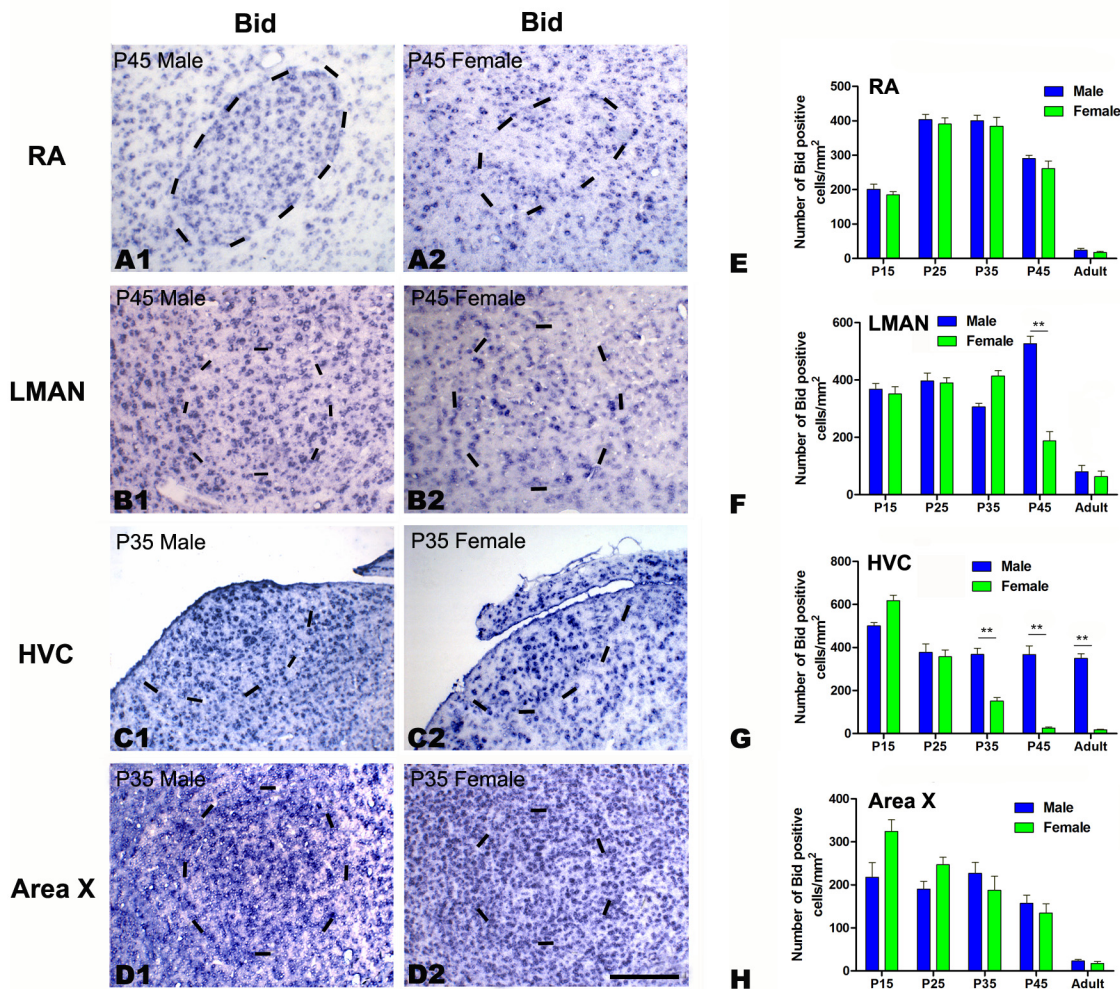 Bid Bid
P45 Male P45 Female
RA
A1 A2
P45 Male P45 Female
LMAN
B1 B2
P35 Male P35 Female
HVC
C1 C2
P35 Male P35 Female
Area X
D1 D2
RA
Male
Female
Number of Bid positive
cells/mm2
500
400
300
200
100
0
P15 P25 P35 P45 Adult
E
LMAN
Male
Female
**
Number of Bid positive
cells/mm2
600
400
200
0
P15 P25 P35 P45 Adult
F
HVC
Male
Female
** ** **
Number of Bid positive
cells/mm2
800
600
400
200
0
P15 P25 P35 P45 Adult
G
Area X
Male
Female
Number of Bid positive
cells/mm2
400
300
200
100
0
P15 P25 P35 P45 Adult
H